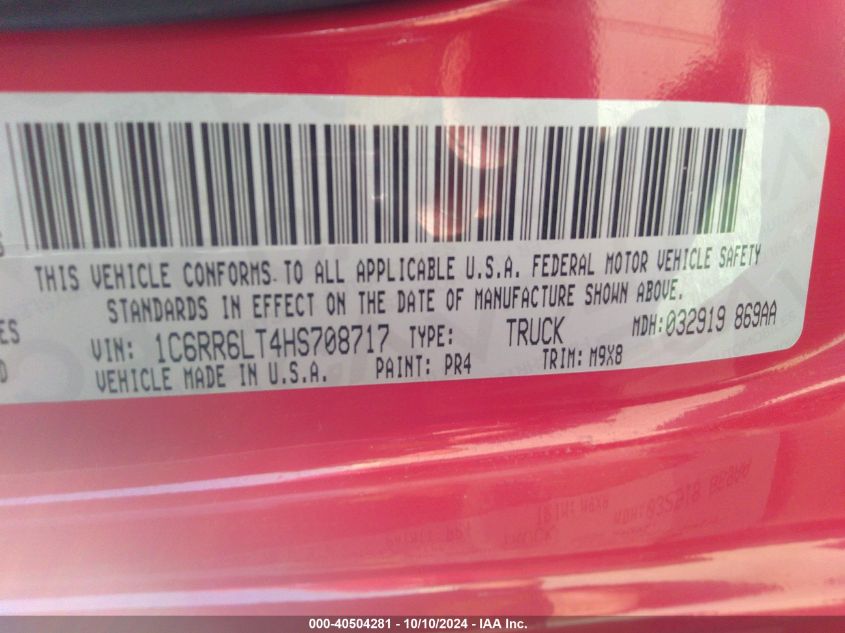 S
THIS VEHICLE CONFORMS TO ALL APPLICABLE U.S.A. FEDERAL MOTOR VEHICLE SAFETY
STANDARDS IN EFFECT ON THE DATE OF MANUFACTURE SHOWN ABOVE.
ES
VIN: 1C6RR6LT4HS708717 TYPE: TRUCK MDH:032919 869AA
D
VEHICLE MADE IN U.S.A. PAINT: PR4 TRIM: M9X8
000-40504281 - 10/10/2024 - IAA Inc.